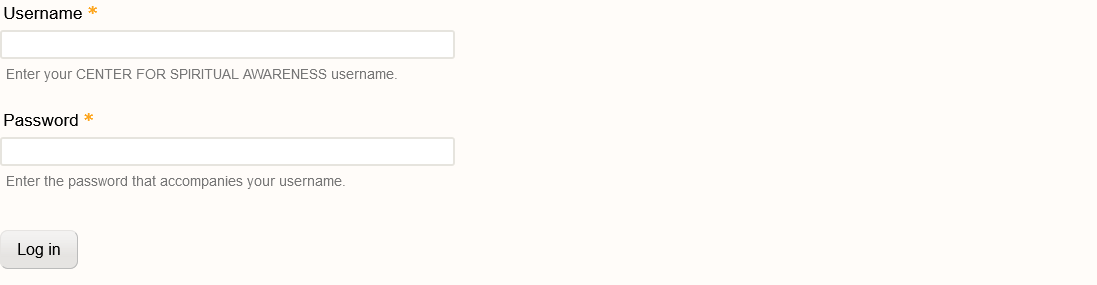 Username *
Enter your CENTER FOR SPIRITUAL AWARENESS username.
Password *
Enter the password that accompanies your username.
Log in